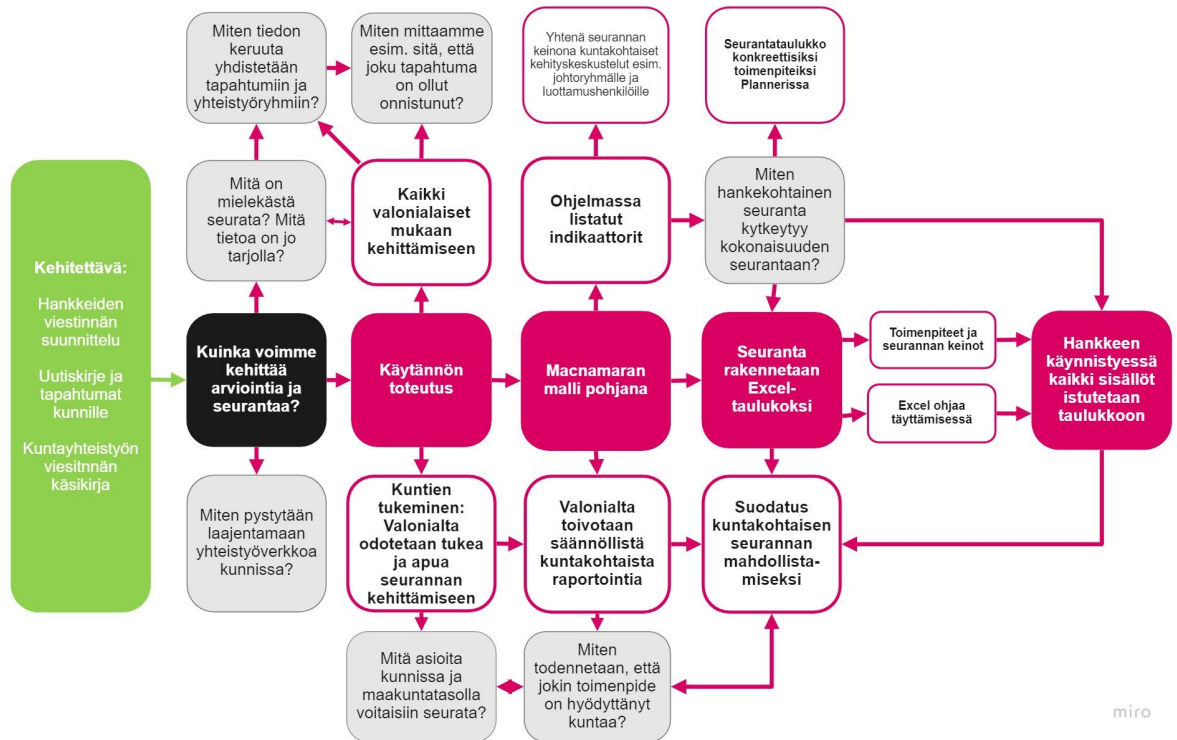 Miten tiedon
keruuta
yhdistetään
tapahtumiin ja
yhteistyöryhmiin?
Miten mittaamme
esim. sitä, että
joku tapahtuma
on ollut
onnistunut?
Yhtenä seurannan
keinona kuntakohtaiset
kehityskeskustelut esim.
johtoryhmälle ja
luottamushenkilöille
Seurantataulukko
konkreettisiksi
toimenpiteiksi
Plannerissa
Mitä on
mielekästä
seurata? Mitä
tietoa on jo
tarjolla?
Kaikki
valonialaiset
mukaan
kehittämiseen
Ohjelmassa
listatut
indikaattorit
Miten
hankekohtainen
seuranta
kytkeytyy
kokonaisuuden
seurantaan?
Kehitettävä:
Hankkeiden
viestinnän
suunnittelu
Uutiskirje ja
tapahtumat
kunnille
Kuntayhteistyön
viesitnnän
käsikirja
Kuinka voimme
kehittää
arviointia ja
seurantaa?
Käytännön
toteutus
Macnamaran
malli pohjana
Seuranta
rakennetaan
Excel-
taulukoksi
Toimenpiteet ja
seurannan keinot
Excel ohjaa
täyttämisessä
Hankkeen
käynnistyessä
kaikki sisällöt
istutetaan
taulukkoon
Miten pystytään
laajentamaan
yhteistyöverkkoa
kunnissa?
Kuntien
tukeminen:
Valonialta
odotetaan tukea
ja apua
seurannan
kehittämiseen
Valonialta
toivotaan
säännöllistä
kuntakohtaista
raportointia
Suodatus
kuntakohtaisen
seurannan
mahdollista-
miseksi
Mitä asioita
kunnissa ja
maakuntatasolla
voitaisiin seurata?
Miten
todennetaan, että
jokin toimenpide
on hyödyttänyt
kuntaa?
miro